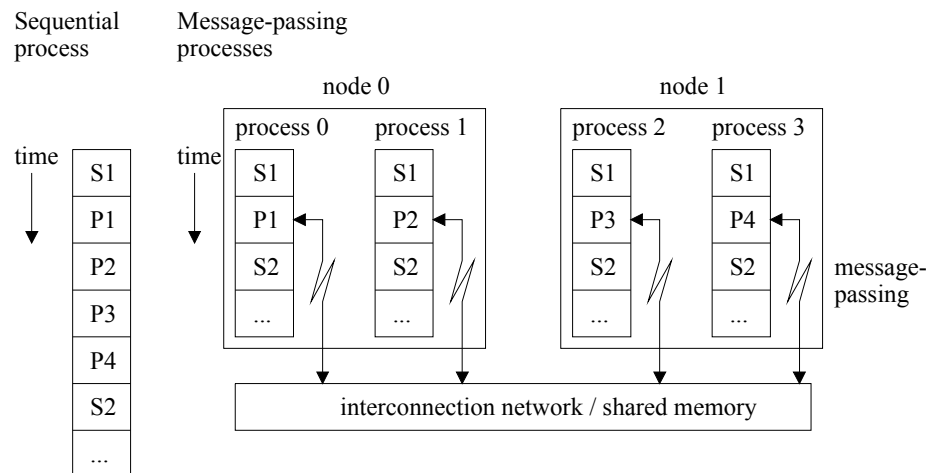 Sequential
process
Message-passing
processes
node 0
node 1
process 0
process 1
process 2
process 3
time
S1
P1
P2
P3
P4
S2
...
time
S1
P1
S2
...
S1
P2
S2
...
S1
P3
S2
...
S1
P4
S2
...
message-
passing
interconnection network / shared memory